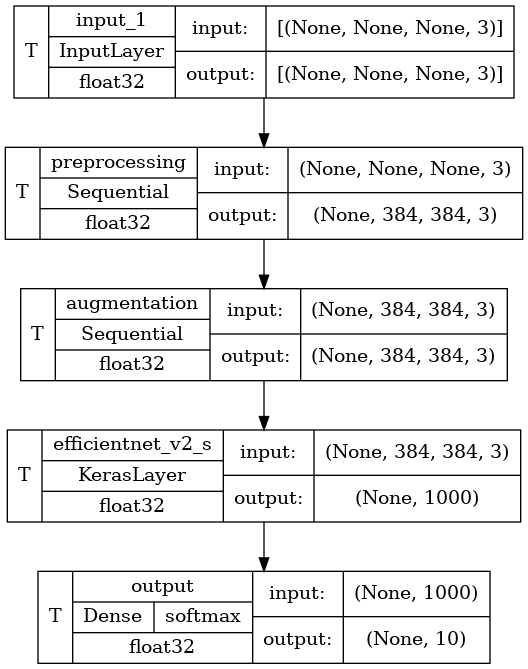 T input_1 InputLayer float32 input: [(None, None, None, 3)]
output: [(None, None, None, 3)]
T preprocessing Sequential float32 input: (None, None, None, 3)
output: (None, 384, 384, 3)
T augmentation Sequential float32 input: (None, 384, 384, 3)
output: (None, 384, 384, 3)
T efficientnet_v2_s KerasLayer float32 input: (None, 384, 384, 3)
output: (None, 1000)
T output Dense softmax float32 input: (None, 1000)
output: (None, 10)